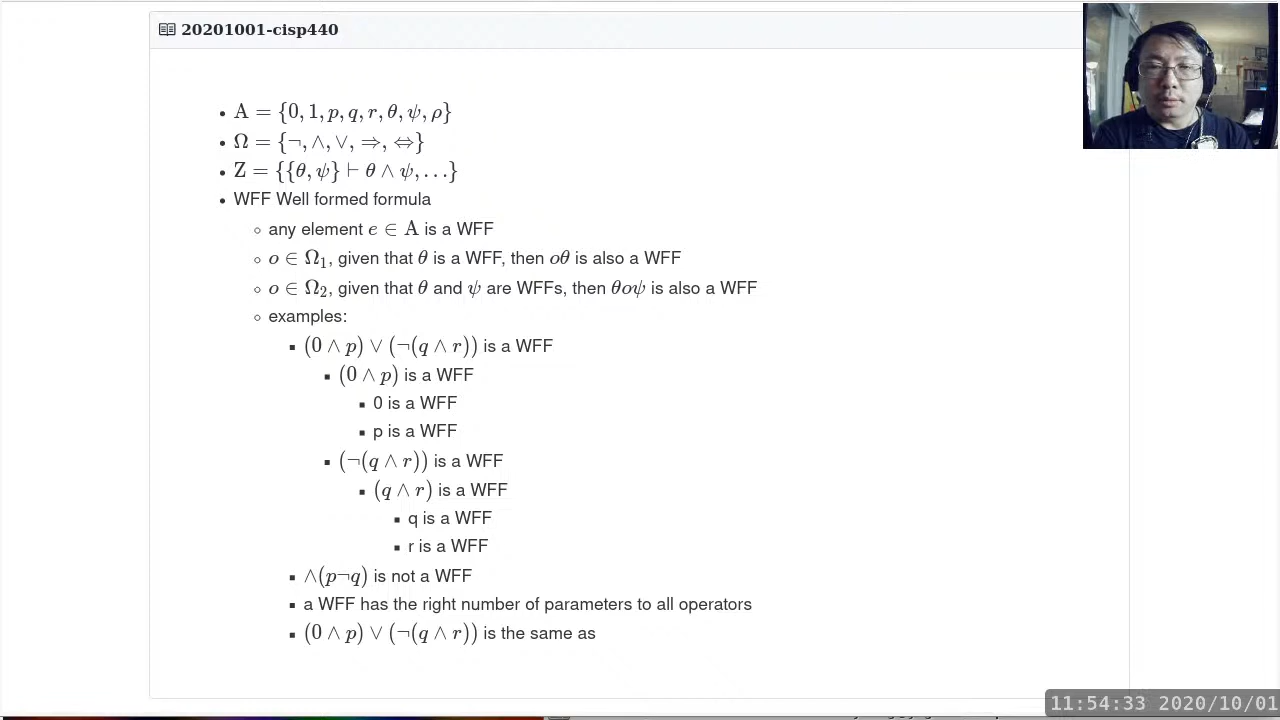 20201001-cisp440
• A = {0, 1, p, q, r, θ, ψ, ρ}
• Ω = {¬, ∧, ∨, ⇒, ⇔}
• Z = {{θ, ψ} ⊢ θ ∧ ψ, …}
• WFF Well formed formula
◦ any element e ∈ A is a WFF
◦ o ∈ Ω₁, given that θ is a WFF, then oθ is also a WFF
◦ o ∈ Ω₂, given that θ and ψ are WFFs, then θoψ is also a WFF
◦ examples:
▪ (0 ∧ p) ∨ (¬(q ∧ r)) is a WFF
▪ (0 ∧ p) is a WFF
▪ 0 is a WFF
▪ p is a WFF
▪ (¬(q ∧ r)) is a WFF
▪ (q ∧ r) is a WFF
▪ q is a WFF
▪ r is a WFF
▪ ∧(p¬q) is not a WFF
▪ a WFF has the right number of parameters to all operators
▪ (0 ∧ p) ∨ (¬(q ∧ r)) is the same as
11:54:33 2020/10/01